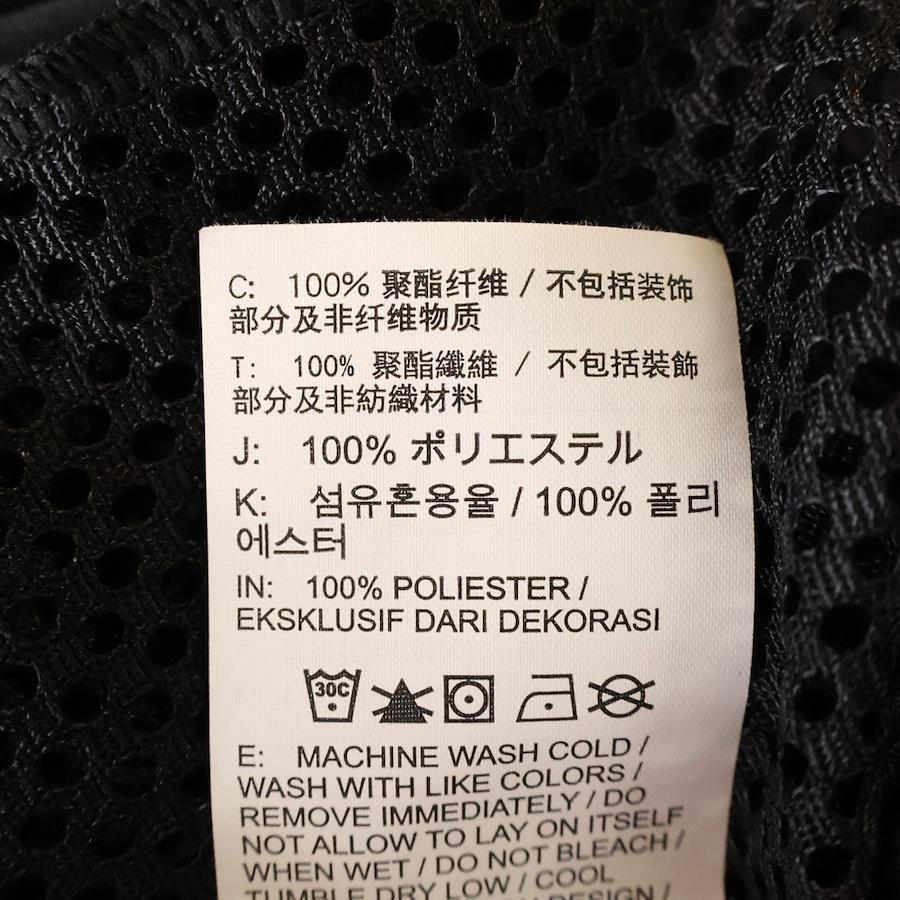 C: 100% 聚酯纤维 / 不包括装饰
部分及非纤维物质
T: 100% 聚酯纖維 / 不包括裝飾
部分及非紡織材料
J: 100% ポリエステル
K: 섬유혼용율 / 100% 폴리
에스터
IN: 100% POLIESTER /
EKSKLUSIF DARI DEKORASI
30C
E: MACHINE WASH COLD /
WASH WITH LIKE COLORS /
REMOVE IMMEDIATELY / DO
NOT ALLOW TO LAY ON ITSELF
WHEN WET / DO NOT BLEACH /
TUMBLE DRY LOW / COOL
DESIGN /